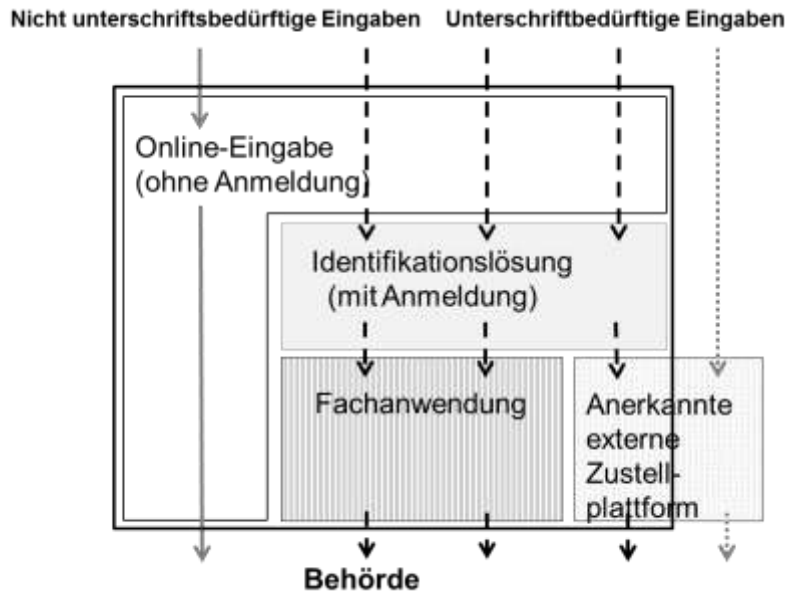 Nicht unterschriftsbedürftige Eingaben Unterschriftbedürftige Eingaben
Online-Eingabe
(ohne Anmeldung)
Identifikationslösung
(mit Anmeldung)
Fachanwendung
Anerkannte
externe
Zustell-
plattform
Behörde